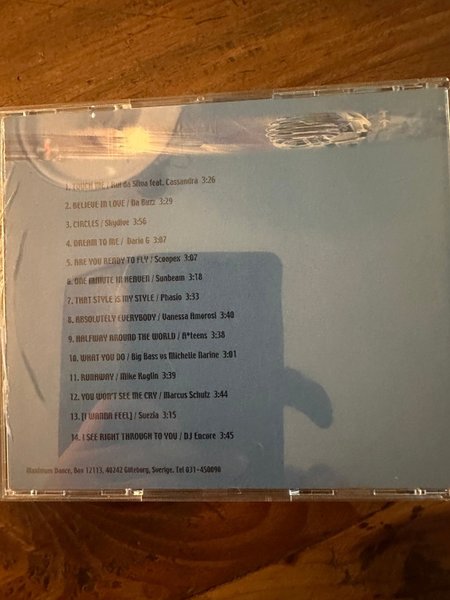 1. TOUCH ME / Rui da Silva feat. Cassandra 3:26
2. BELIEVE IN LOVE / Da Buzz 3:29
3. CIRCLES / Skydive 3:56
4. DREAM TO ME / Dario G 3:07
5. ARE YOU READY TO FLY / Scoopex 3:07
6. ONE MINUTE IN HEAVEN / Sunbeam 3:18
7. THAT STYLE IS MY STYLE / Phasio 3:33
8. ABSOLUTELY EVERYBODY / Vanessa Amorosi 3:40
9. HALFWAY AROUND THE WORLD / A*teens 3:38
10. WHAT YOU DO / Big Bass vs Michelle Narine 3:01
11. RUNAWAY / Mike Koglin 3:39
12. YOU WON'T SEE ME CRY / Marcus Schulz 3:44
13. [I WANNA FEEL] / Suezia 3:15
14. I SEE RIGHT THROUGH TO YOU / DJ Encore 3:45
Maximum Dance, Box 12113, 40242 Göteborg, Sverige. Tel 031-450090